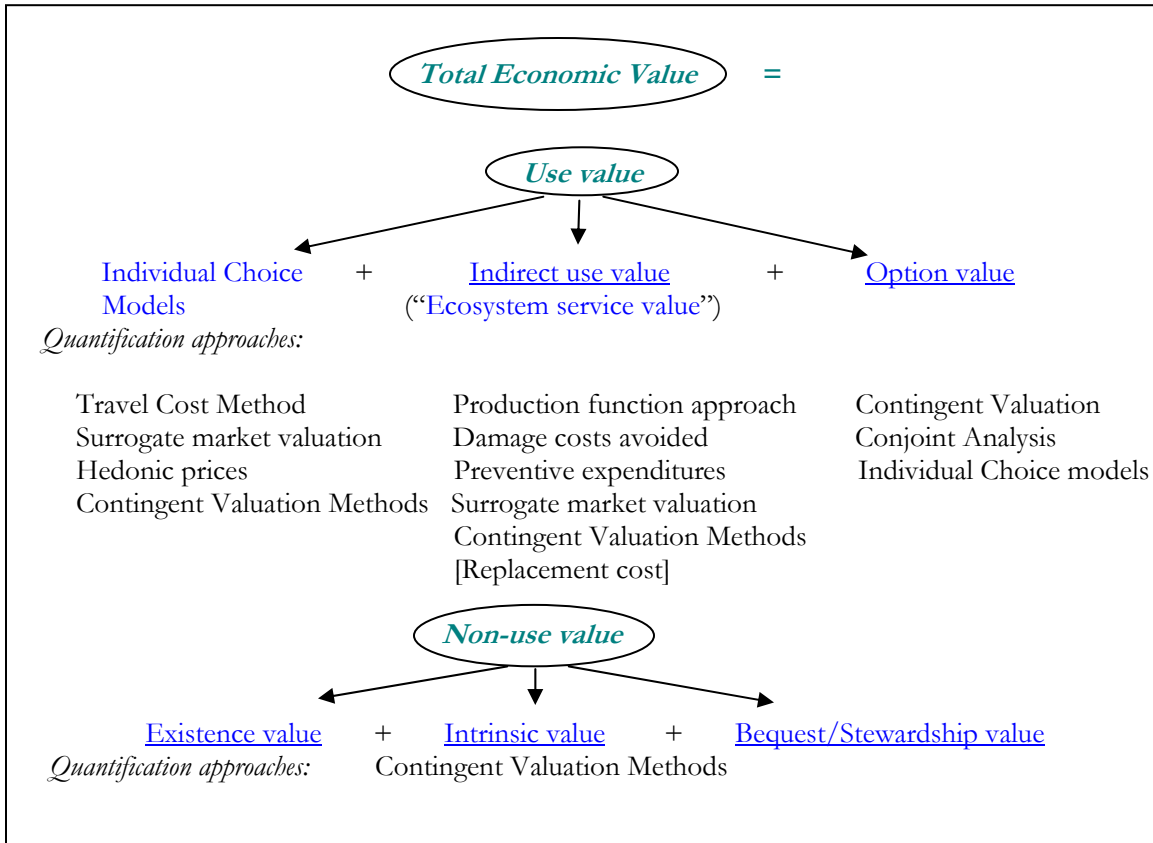 Total Economic Value =
Use value
Individual Choice Models + Indirect use value + Option value
("Ecosystem service value")
Quantification approaches:
Travel Cost Method Production function approach Contingent Valuation
Surrogate market valuation Damage costs avoided Conjoint Analysis
Hedonic prices Preventive expenditures Individual Choice models
Contingent Valuation Methods Surrogate market valuation
Contingent Valuation Methods
[Replacement cost]
Non-use value
Existence value + Intrinsic value + Bequest/Stewardship value
Quantification approaches: Contingent Valuation Methods